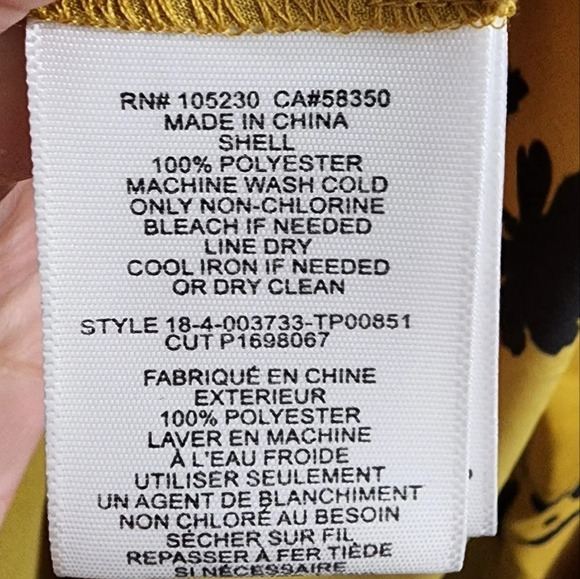 RN# 105230 CA#58350
MADE IN CHINA
SHELL
100% POLYESTER
MACHINE WASH COLD
ONLY NON-CHLORINE
BLEACH IF NEEDED
LINE DRY
COOL IRON IF NEEDED
OR DRY CLEAN
STYLE 18-4-003733-TP00851
CUT P1698067
FABRIQUÉ EN CHINE
EXTERIEUR
100% POLYESTER
LAVER EN MACHINE
À L'EAU FROIDE
UTILISER SEULEMENT
UN AGENT DE BLANCHIMENT
NON CHLORÉ AU BESOIN
SÉCHER SUR FIL
REPASSER À FER TIÈDE
SI NÉCESSAIRE